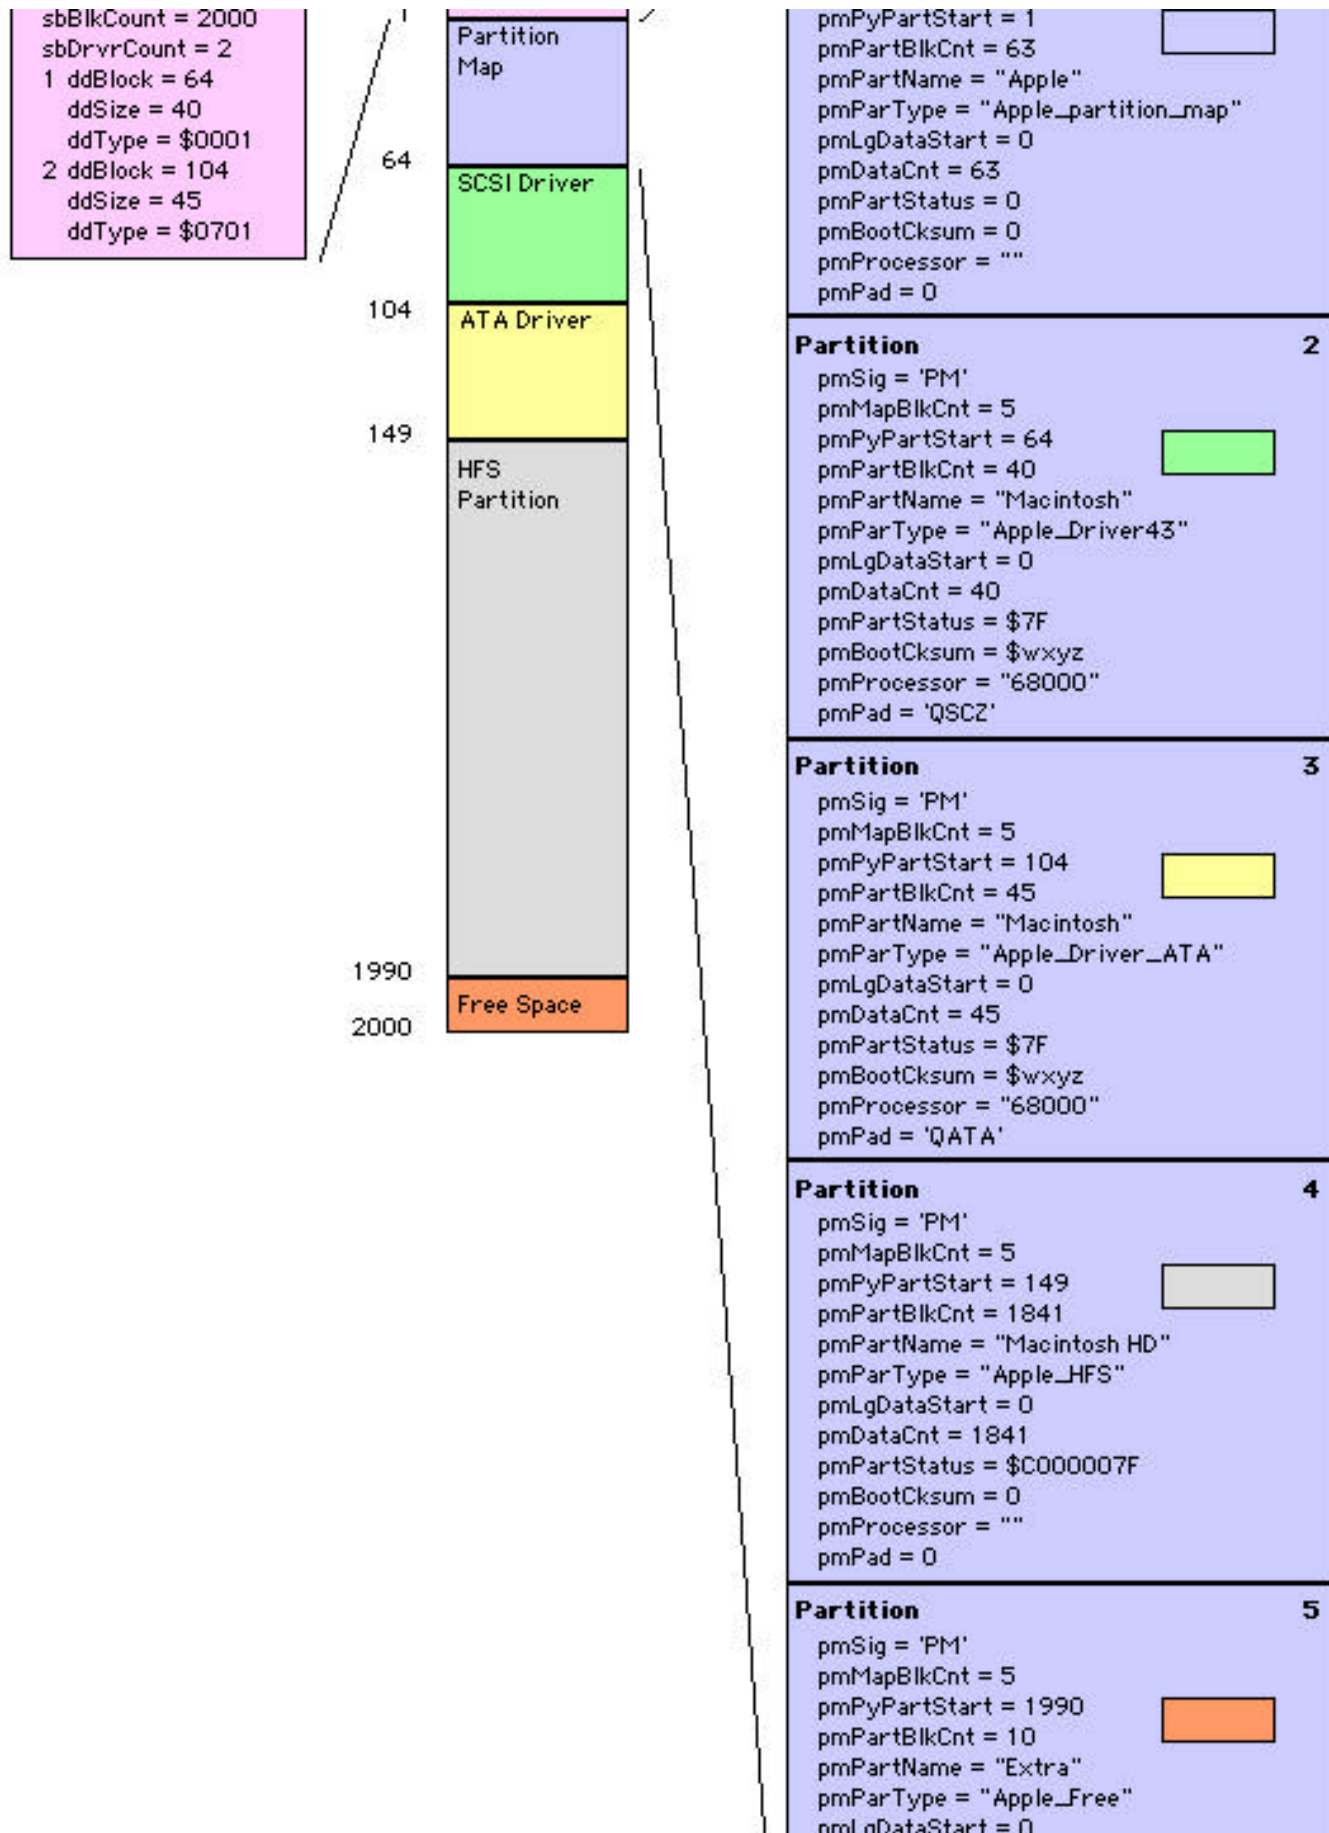 sbBlkCount = 2000
sbDrvrCount = 2
1 ddBlock = 64
ddSize = 40
ddType = $0001
2 ddBlock = 104
ddSize = 45
ddType = $0701
1
Partition
Map
64
SCSI Driver
104
ATA Driver
149
HFS
Partition
1990
Free Space
2000
pmPyPartStart = 1
pmPartBlkCnt = 63
pmPartName = "Apple"
pmParType = "Apple_partition_map"
pmLgDataStart = 0
pmDataCnt = 63
pmPartStatus = 0
pmBootCksum = 0
pmProcessor = ""
pmPad = 0
Partition 2
pmSig = 'PM'
pmMapBlkCnt = 5
pmPyPartStart = 64
pmPartBlkCnt = 40
pmPartName = "Macintosh"
pmParType = "Apple_Driver43"
pmLgDataStart = 0
pmDataCnt = 40
pmPartStatus = $7F
pmBootCksum = $wxyz
pmProcessor = "68000"
pmPad = 'QSCZ'
Partition 3
pmSig = 'PM'
pmMapBlkCnt = 5
pmPyPartStart = 104
pmPartBlkCnt = 45
pmPartName = "Macintosh"
pmParType = "Apple_Driver_ATA"
pmLgDataStart = 0
pmDataCnt = 45
pmPartStatus = $7F
pmBootCksum = $wxyz
pmProcessor = "68000"
pmPad = 'QATA'
Partition 4
pmSig = 'PM'
pmMapBlkCnt = 5
pmPyPartStart = 149
pmPartBlkCnt = 1841
pmPartName = "Macintosh HD"
pmParType = "Apple_HFS"
pmLgDataStart = 0
pmDataCnt = 1841
pmPartStatus = $C000007F
pmBootCksum = 0
pmProcessor = ""
pmPad = 0
Partition 5
pmSig = 'PM'
pmMapBlkCnt = 5
pmPyPartStart = 1990
pmPartBlkCnt = 10
pmPartName = "Extra"
pmParType = "Apple_Free"
pmLgDataStart = 0